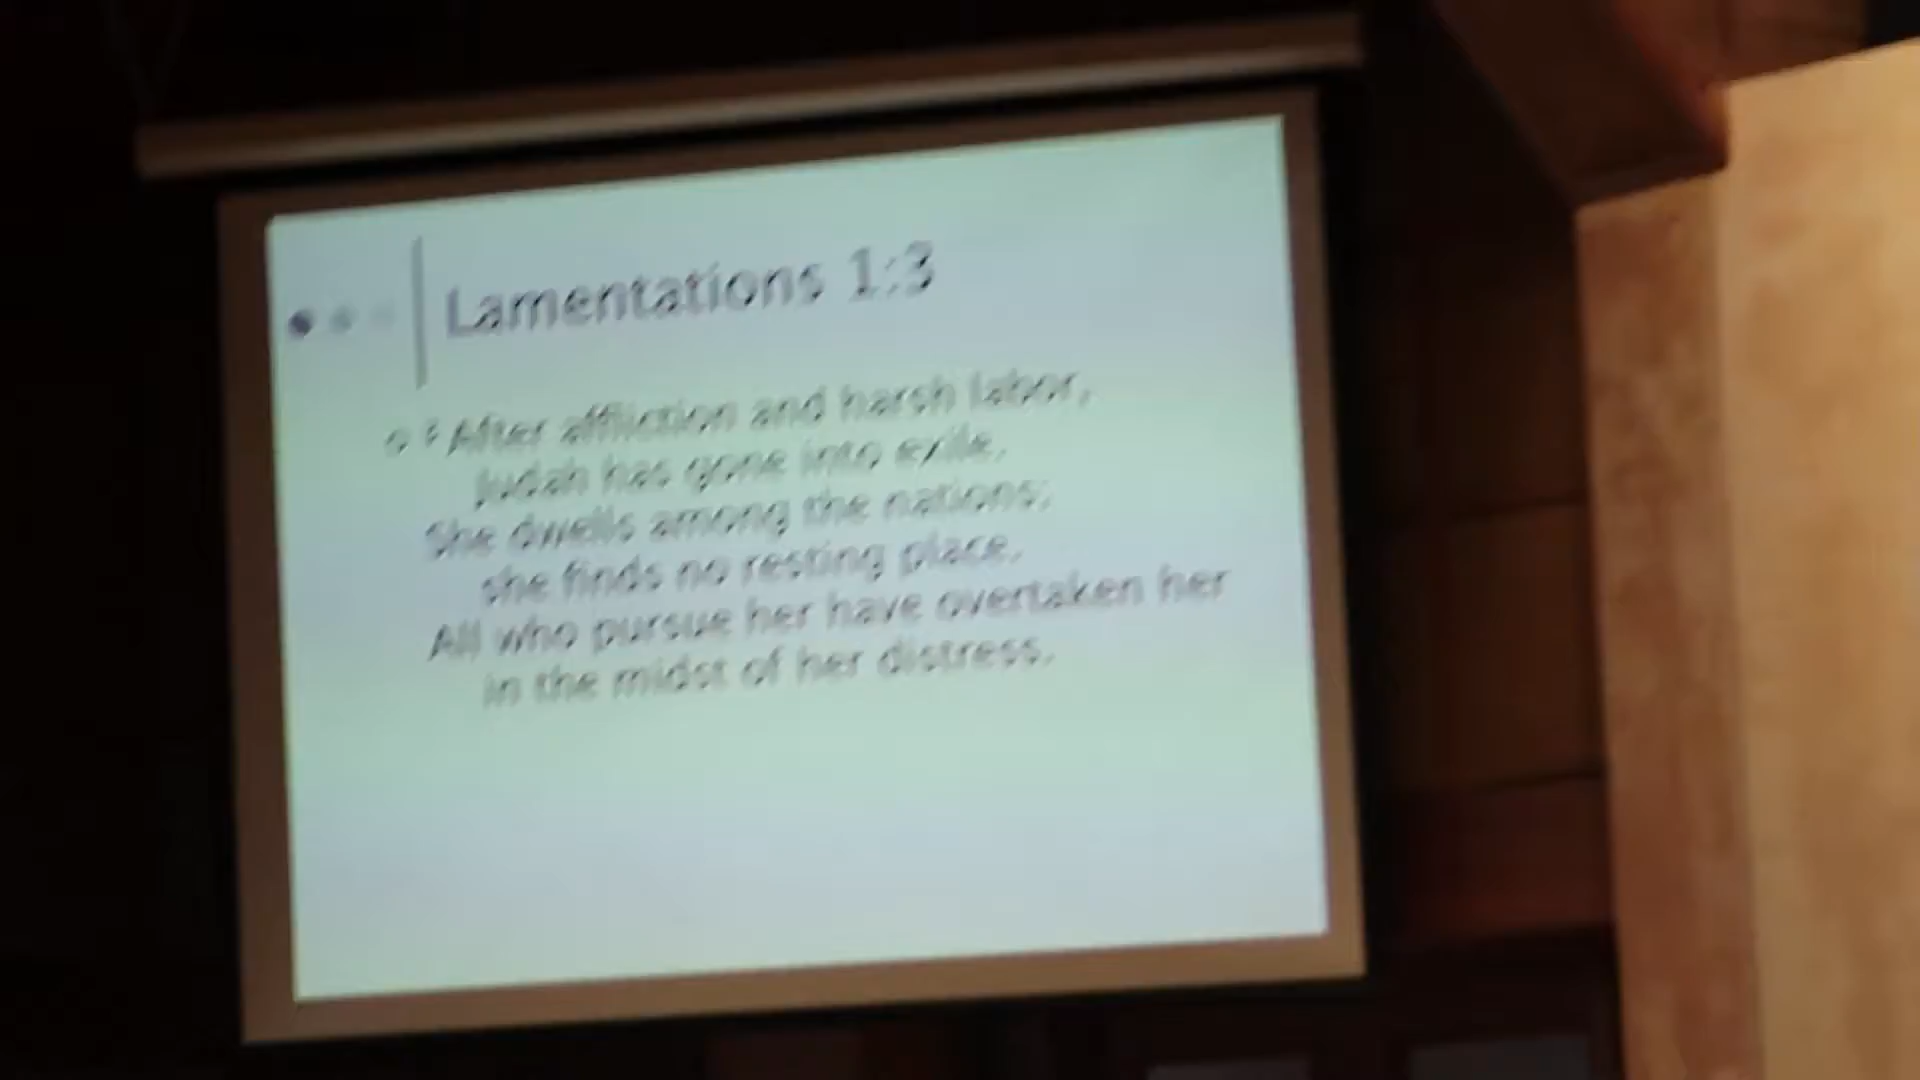 Lamentations 1:3
3 After affliction and harsh labor,
Judah has gone into exile.
She dwells among the nations;
she finds no resting place.
All who pursue her have overtaken her
in the midst of her distress.